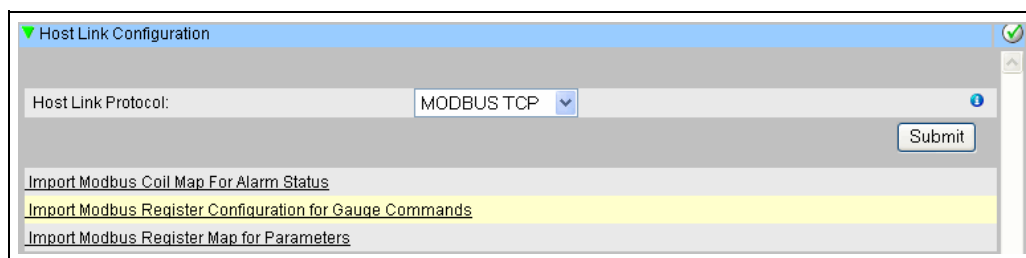 Host Link Configuration
Host Link Protocol: MODBUS TCP
Submit
Import Modbus Coil Map For Alarm Status
Import Modbus Register Configuration for Gauge Commands
Import Modbus Register Map for Parameters